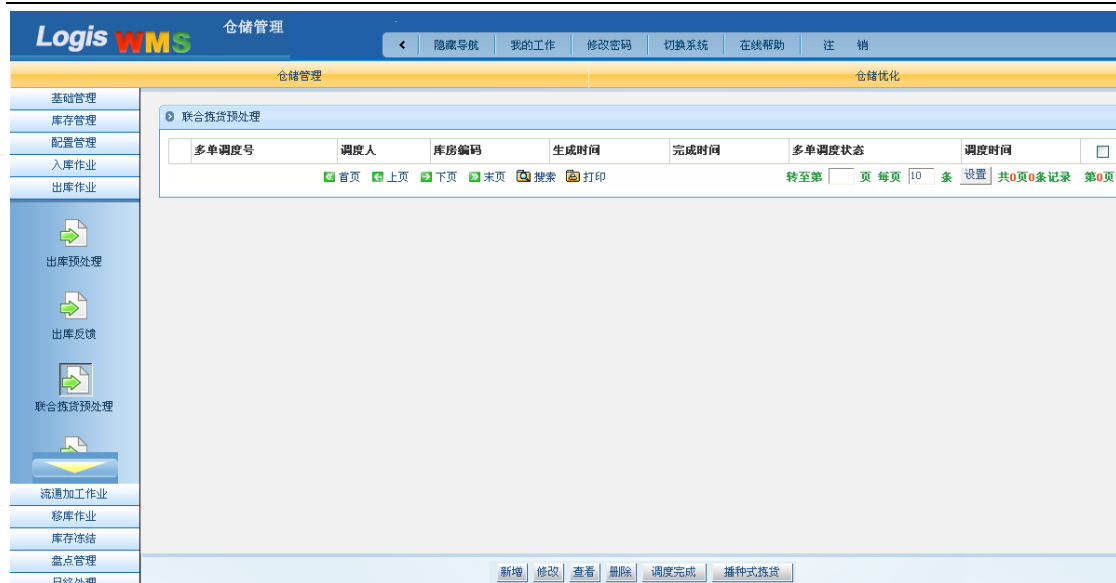 Logis WMS 仓储管理
隐藏导航 我的工作 修改密码 切换系统 在线帮助 注 销
仓储管理 仓储优化
基础管理
库存管理
配置管理
入库作业
出库作业
出库预处理
出库反馈
联合拣货预处理
流通加工作业
移库作业
库存冻结
盘点管理
日终处理
联合拣货预处理
多单调度号 调度人 库房编码 生成时间 完成时间 多单调度状态 调度时间
首页 上页 下页 末页 搜索 打印 转至第 页 每页 10 条 设置 共0页0条记录 第0页
新增 修改 查看 删除 调度完成 播种式拣货